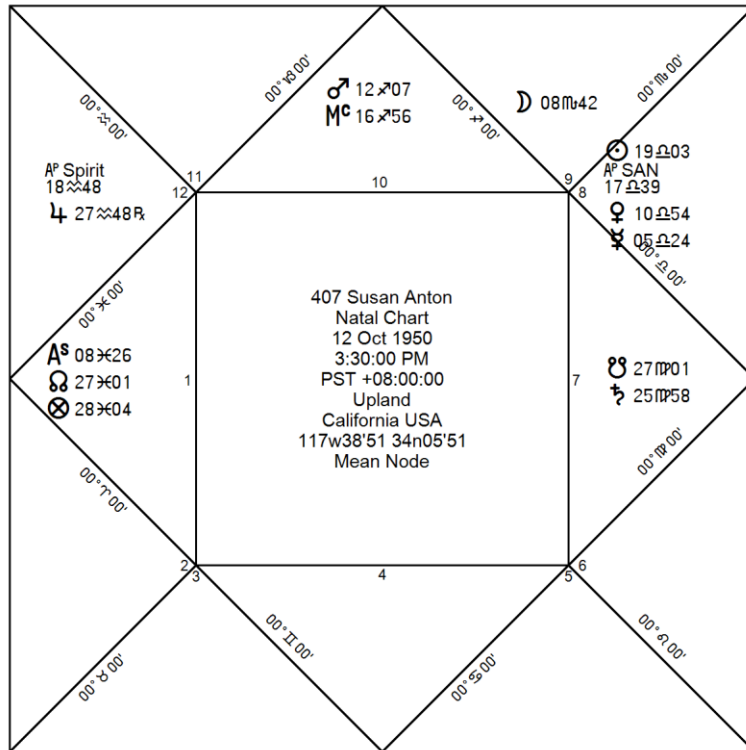 ♂ 12♐07
Mc 16♐56
☽ 08♏42
00°♒00'
00°♑00'
00°♐00'
00°♏00'
☉ 19♎03
AP SAN
17♎39
♀ 10♎54
☿ 05♎24
AP Spirit
18♒48
♃ 27♒48℞
11
12
10
9
8
00°♓00'
00°♎00'
As 08♓26
☊ 27♓01
⊗ 28♓04
1
407 Susan Anton
Natal Chart
12 Oct 1950
3:30:00 PM
PST +08:00:00
Upland
California USA
117w38'51 34n05'51
Mean Node
7
☋ 27♍01
♄ 25♍58
00°♈00'
00°♍00'
2
3
4
5
6
00°♉00'
00°♊00'
00°♋00'
00°♌00'